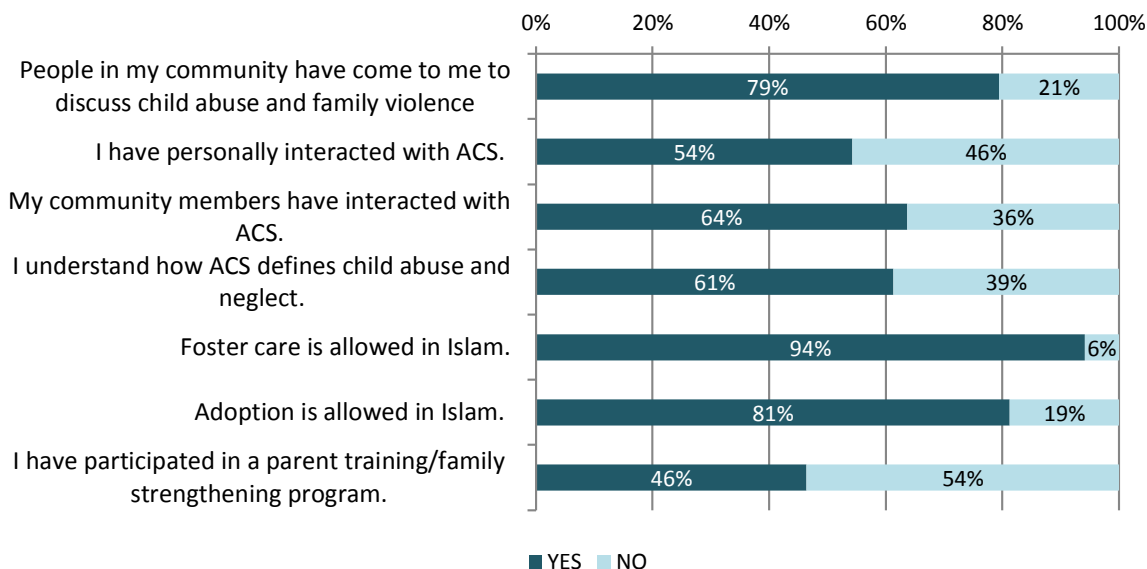 0% 20% 40% 60% 80% 100%
People in my community have come to me to
discuss child abuse and family violence
79% 21%
I have personally interacted with ACS.
54% 46%
My community members have interacted with
ACS.
64% 36%
I understand how ACS defines child abuse and
neglect.
61% 39%
Foster care is allowed in Islam.
94% 6%
Adoption is allowed in Islam.
81% 19%
I have participated in a parent training/family
strengthening program.
46% 54%
YES NO